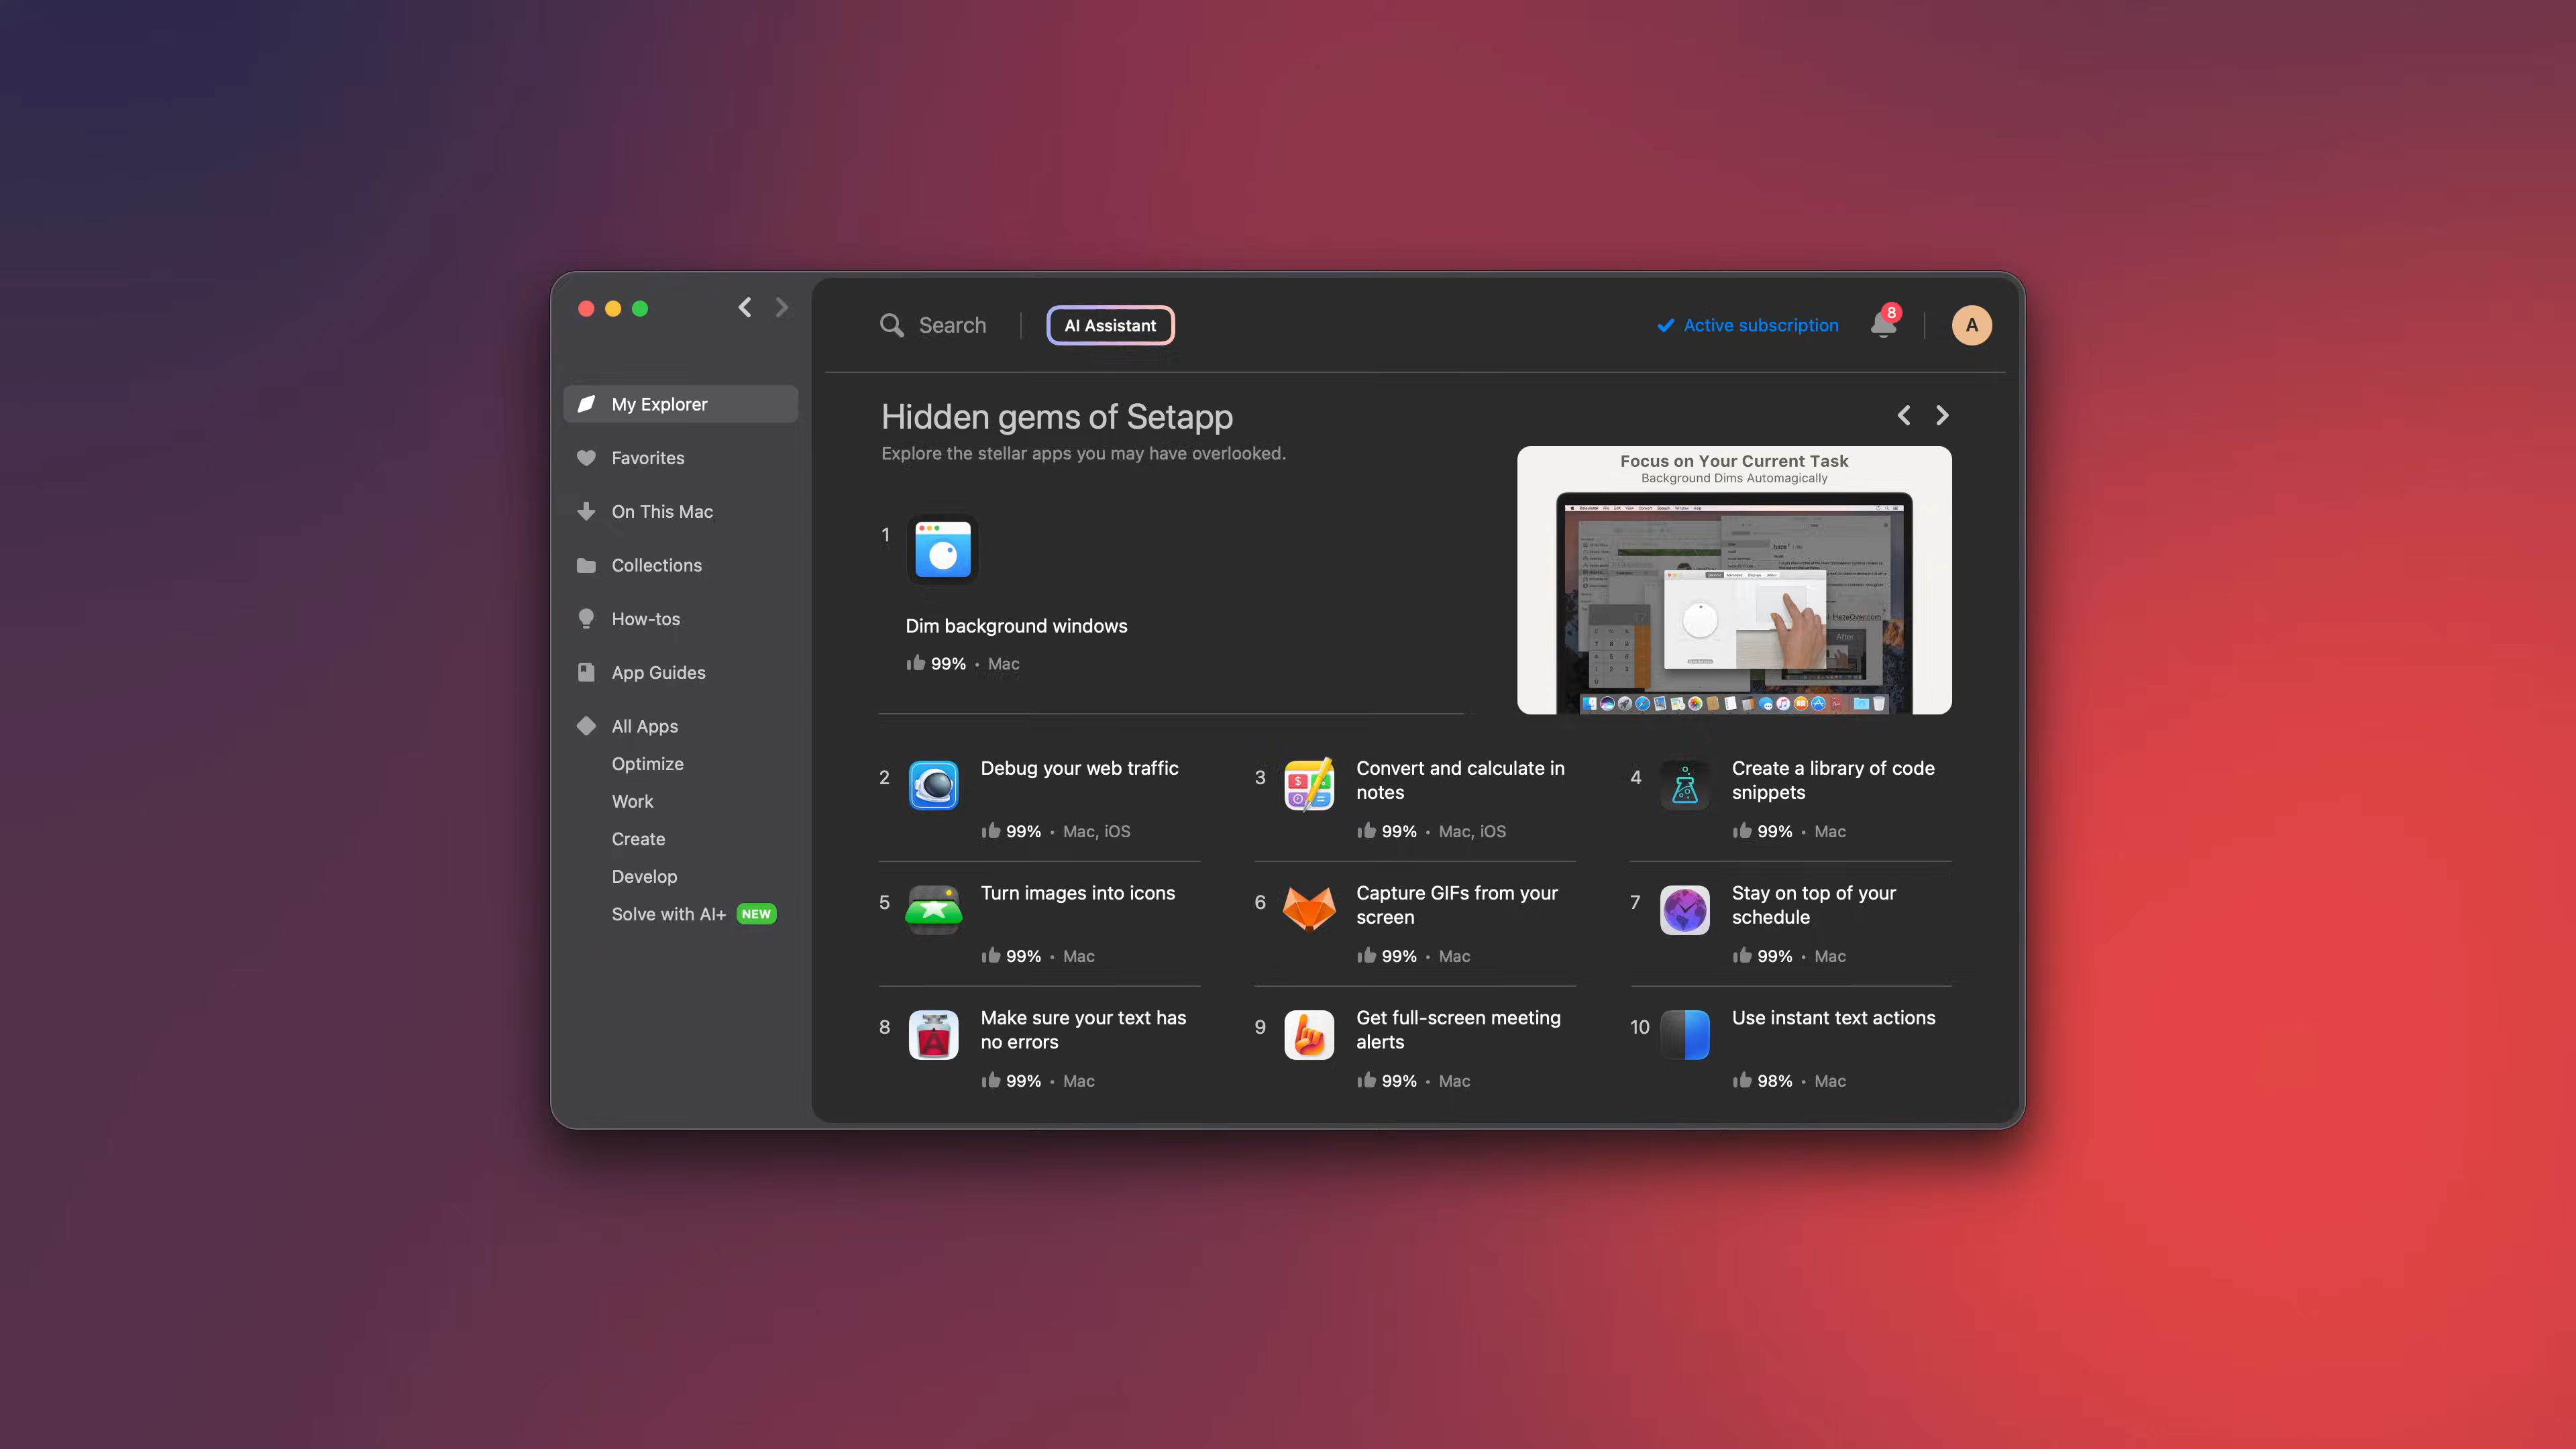 Search
AI Assistant
Active subscription
8
A
My Explorer
Favorites
On This Mac
Collections
How-tos
App Guides
All Apps
Optimize
Work
Create
Develop
Solve with AI+ NEW
Hidden gems of Setapp
Explore the stellar apps you may have overlooked.
1
Dim background windows
99% • Mac
Focus on Your Current Task
Background Dims Automagically
HazeOver.com
After
2
Debug your web traffic
99% • Mac, iOS
3
Convert and calculate in
notes
99% • Mac, iOS
4
Create a library of code
snippets
99% • Mac
5
Turn images into icons
99% • Mac
6
Capture GIFs from your
screen
99% • Mac
7
Stay on top of your
schedule
99% • Mac
8
Make sure your text has
no errors
99% • Mac
9
Get full-screen meeting
alerts
99% • Mac
10
Use instant text actions
98% • Mac